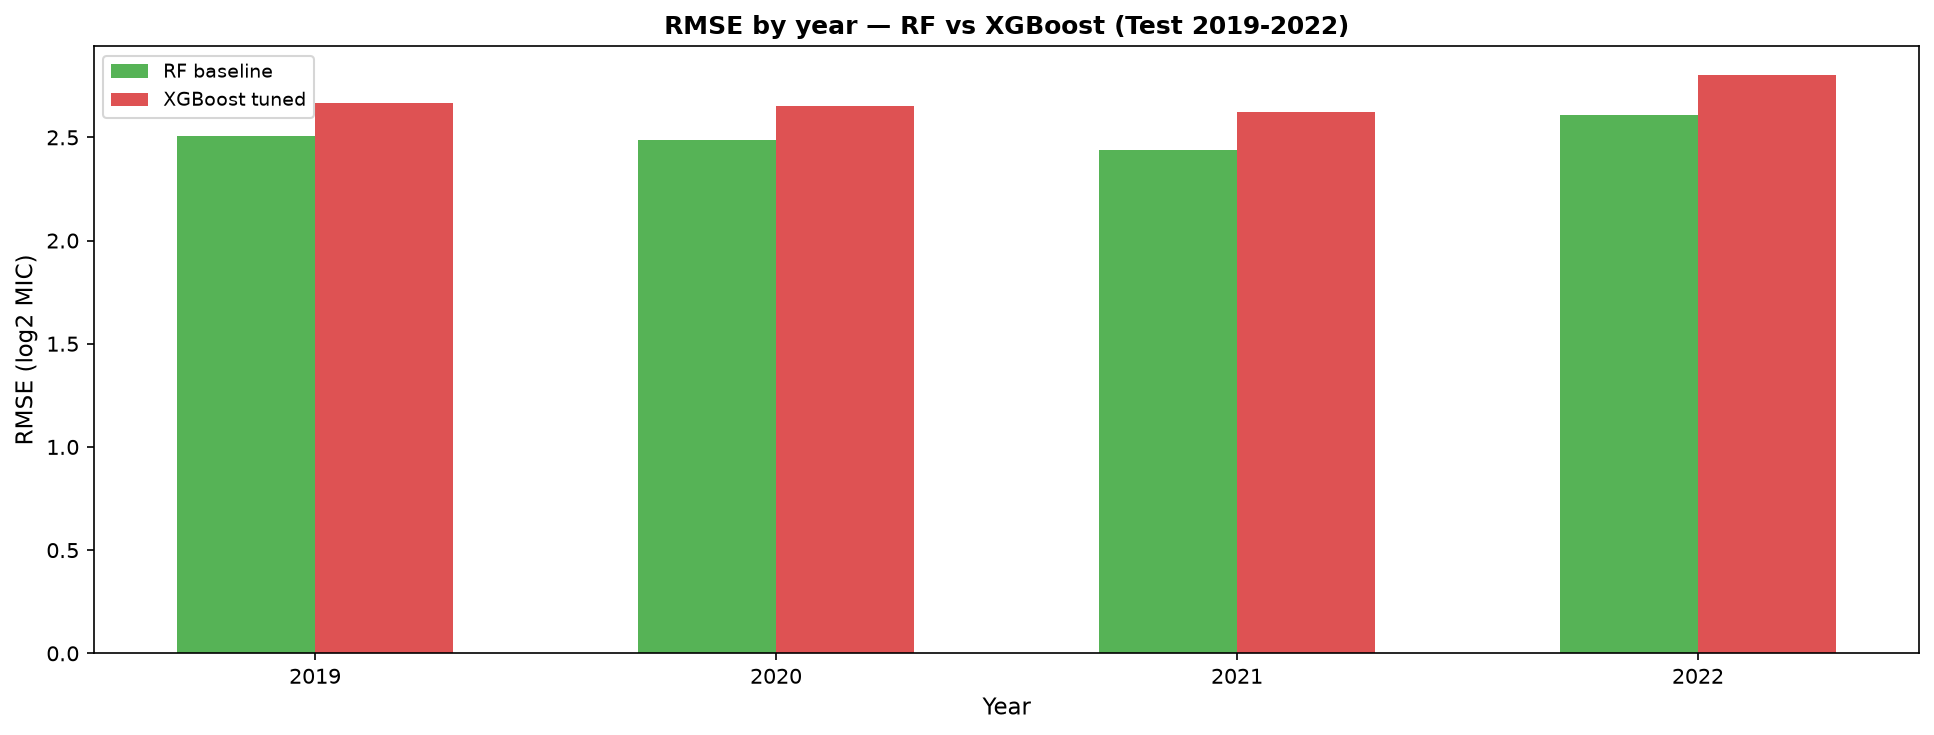 RMSE by year — RF vs XGBoost (Test 2019-2022)
RF baseline
XGBoost tuned
RMSE (log2 MIC)
2.5
2.0
1.5
1.0
0.5
0.0
2019 2020 2021 2022
Year